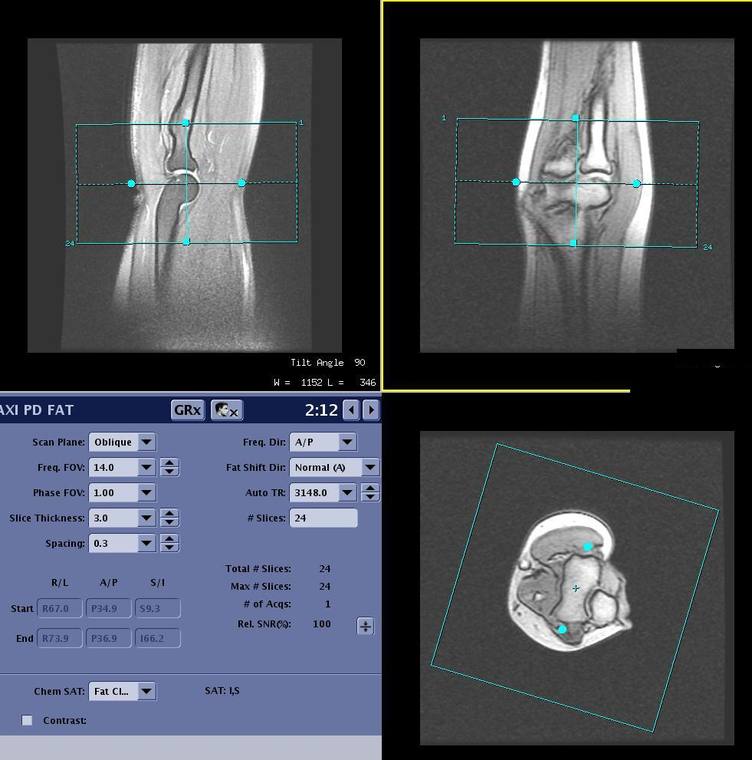 1
24
Tilt Angle 90
W = 1152 L = 346
1
24
AXI PD FAT GRx 2:12
Scan Plane: Oblique Freq. Dir: A/P
Freq. FOV: 14.0 Fat Shift Dir: Normal (A)
Phase FOV: 1.00 Auto TR: 3148.0
Slice Thickness: 3.0 # Slices: 24
Spacing: 0.3
Total # Slices: 24
R/L A/P S/I Max # Slices: 24
Start R67.0 P34.9 S9.3 # of Acqs: 1
End R73.9 P36.9 I66.2 Rel. SNR(%): 100
Chem SAT: Fat Cl... SAT: I,S
Contrast: